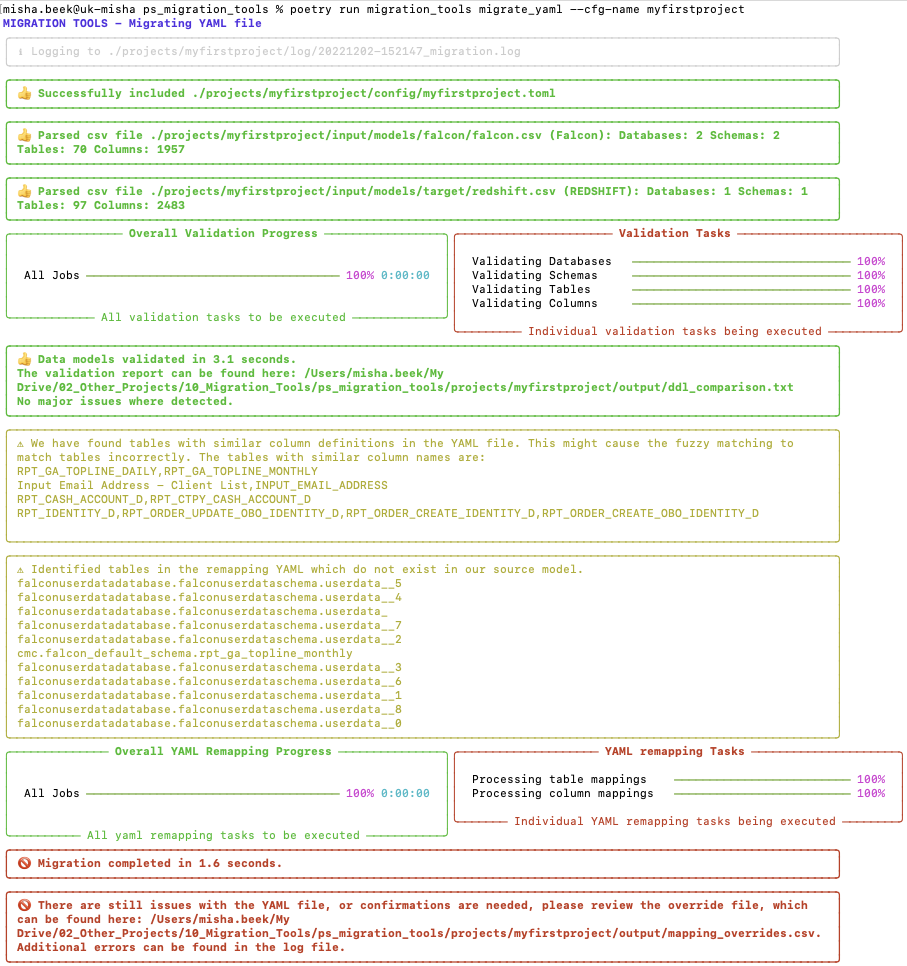 misha.beek@uk-misha ps_migration_tools % poetry run migration_tools migrate_yaml --cfg-name myfirstproject
MIGRATION TOOLS - Migrating YAML file
ℹ Logging to ./projects/myfirstproject/log/20221202-152147_migration.log
👍 Successfully included ./projects/myfirstproject/config/myfirstproject.toml
👍 Parsed csv file ./projects/myfirstproject/input/models/falcon/falcon.csv (Falcon): Databases: 2 Schemas: 2
Tables: 70 Columns: 1957
👍 Parsed csv file ./projects/myfirstproject/input/models/target/redshift.csv (REDSHIFT): Databases: 1 Schemas: 1
Tables: 97 Columns: 2483
Overall Validation Progress
All Jobs 100% 0:00:00
All validation tasks to be executed
Validation Tasks
Validating Databases 100%
Validating Schemas 100%
Validating Tables 100%
Validating Columns 100%
Individual validation tasks being executed
👍 Data models validated in 3.1 seconds.
The validation report can be found here: /Users/misha.beek/My
Drive/02_Other_Projects/10_Migration_Tools/ps_migration_tools/projects/myfirstproject/output/ddl_comparison.txt
No major issues where detected.
⚠ We have found tables with similar column definitions in the YAML file. This might cause the fuzzy matching to
match tables incorrectly. The tables with similar column names are:
RPT_GA_TOPLINE_DAILY,RPT_GA_TOPLINE_MONTHLY
Input Email Address - Client List,INPUT_EMAIL_ADDRESS
RPT_CASH_ACCOUNT_D,RPT_CTPY_CASH_ACCOUNT_D
RPT_IDENTITY_D,RPT_ORDER_UPDATE_OBO_IDENTITY_D,RPT_ORDER_CREATE_IDENTITY_D,RPT_ORDER_CREATE_OBO_IDENTITY_D
⚠ Identified tables in the remapping YAML which do not exist in our source model.
falconuserdatadatabase.falconuserdataschema.userdata__5
falconuserdatadatabase.falconuserdataschema.userdata__4
falconuserdatadatabase.falconuserdataschema.userdata_
falconuserdatadatabase.falconuserdataschema.userdata__7
falconuserdatadatabase.falconuserdataschema.userdata__2
cmc.falcon_default_schema.rpt_ga_topline_monthly
falconuserdatadatabase.falconuserdataschema.userdata__3
falconuserdatadatabase.falconuserdataschema.userdata__6
falconuserdatadatabase.falconuserdataschema.userdata__1
falconuserdatadatabase.falconuserdataschema.userdata__8
falconuserdatadatabase.falconuserdataschema.userdata__0
Overall YAML Remapping Progress
All Jobs 100% 0:00:00
All yaml remapping tasks to be executed
YAML remapping Tasks
Processing table mappings 100%
Processing column mappings 100%
Individual YAML remapping tasks being executed
🚫 Migration completed in 1.6 seconds.
🚫 There are still issues with the YAML file, or confirmations are needed, please review the override file, which
can be found here: /Users/misha.beek/My
Drive/02_Other_Projects/10_Migration_Tools/ps_migration_tools/projects/myfirstproject/output/mapping_overrides.csv.
Additional errors can be found in the log file.